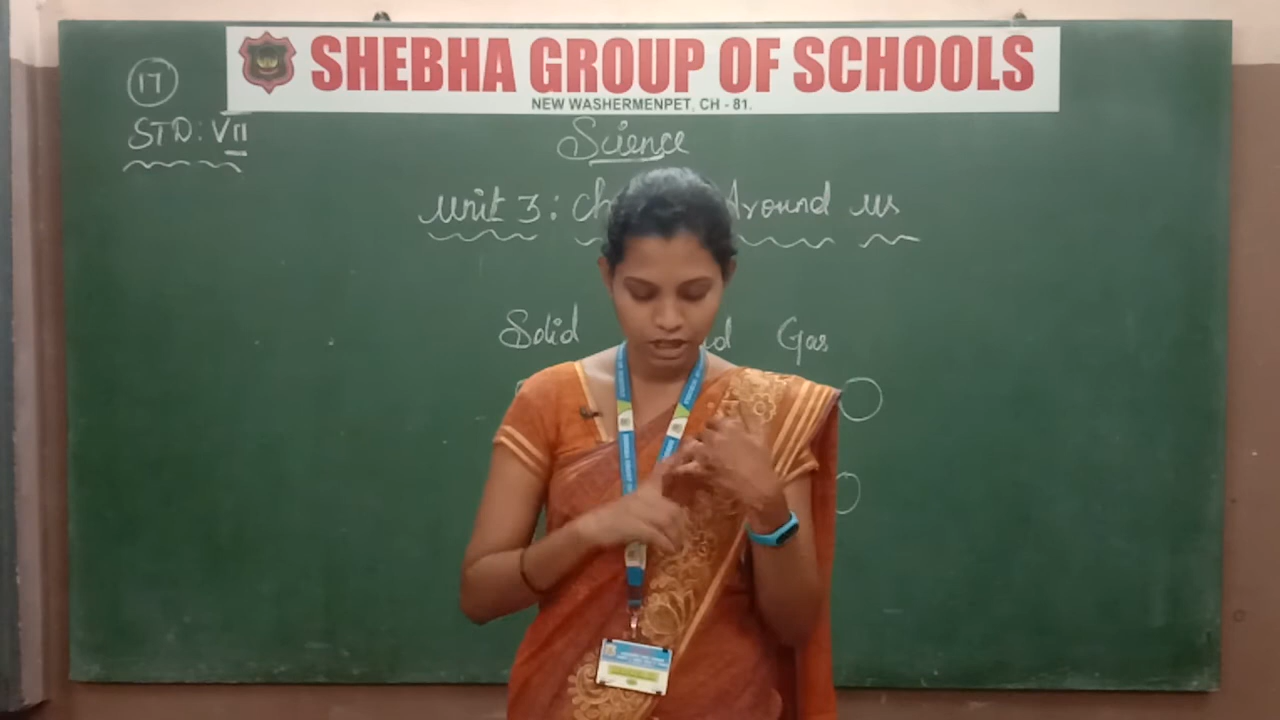 SHEBHA GROUP OF SCHOOLS
NEW WASHERMENPET, CH - 81.
17
STD: VII
Science
Unit 3: Around us
Solid Gas